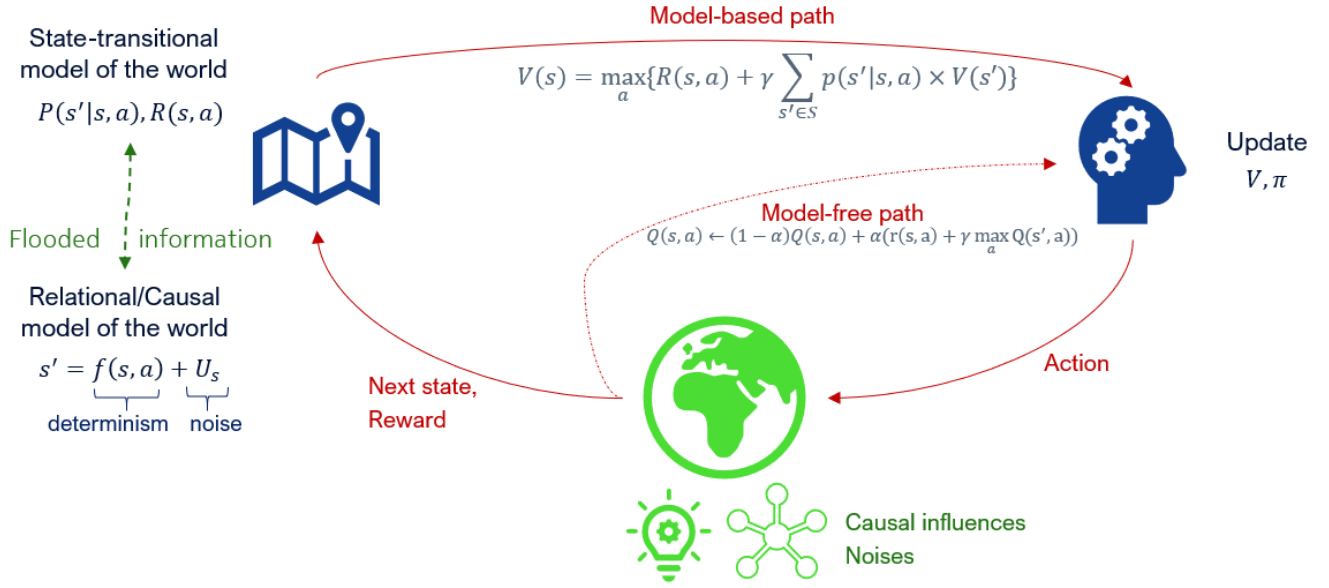 State-transitional
model of the world
P(s'|s, a), R(s, a)
Flooded information
Relational/Causal
model of the world
s' = f(s, a) + U_s
determinism noise
Model-based path
V(s) = max_a{R(s, a) + γ ∑_{s'∈S} p(s'|s, a) × V(s')}
Update
V, π
Model-free path
Q(s, a) ← (1 − α)Q(s, a) + α(r(s, a) + γ max_a Q(s', a))
Action
Next state,
Reward
Causal influences
Noises